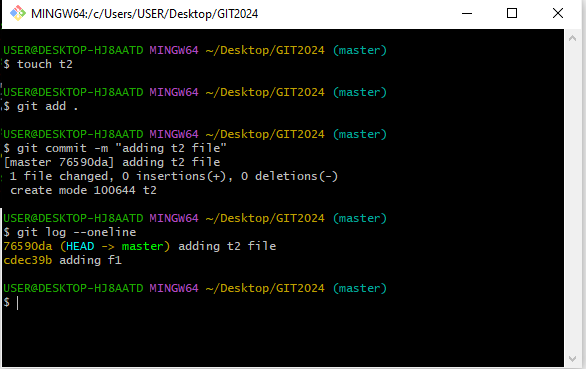 MINGW64:/c/Users/USER/Desktop/GIT2024
USER@DESKTOP-HJ8AATD MINGW64 ~/Desktop/GIT2024 (master)
$ touch t2
USER@DESKTOP-HJ8AATD MINGW64 ~/Desktop/GIT2024 (master)
$ git add .
USER@DESKTOP-HJ8AATD MINGW64 ~/Desktop/GIT2024 (master)
$ git commit -m "adding t2 file"
[master 76590da] adding t2 file
 1 file changed, 0 insertions(+), 0 deletions(-)
 create mode 100644 t2
USER@DESKTOP-HJ8AATD MINGW64 ~/Desktop/GIT2024 (master)
$ git log --oneline
76590da (HEAD -> master) adding t2 file
cdec39b adding f1
USER@DESKTOP-HJ8AATD MINGW64 ~/Desktop/GIT2024 (master)
$